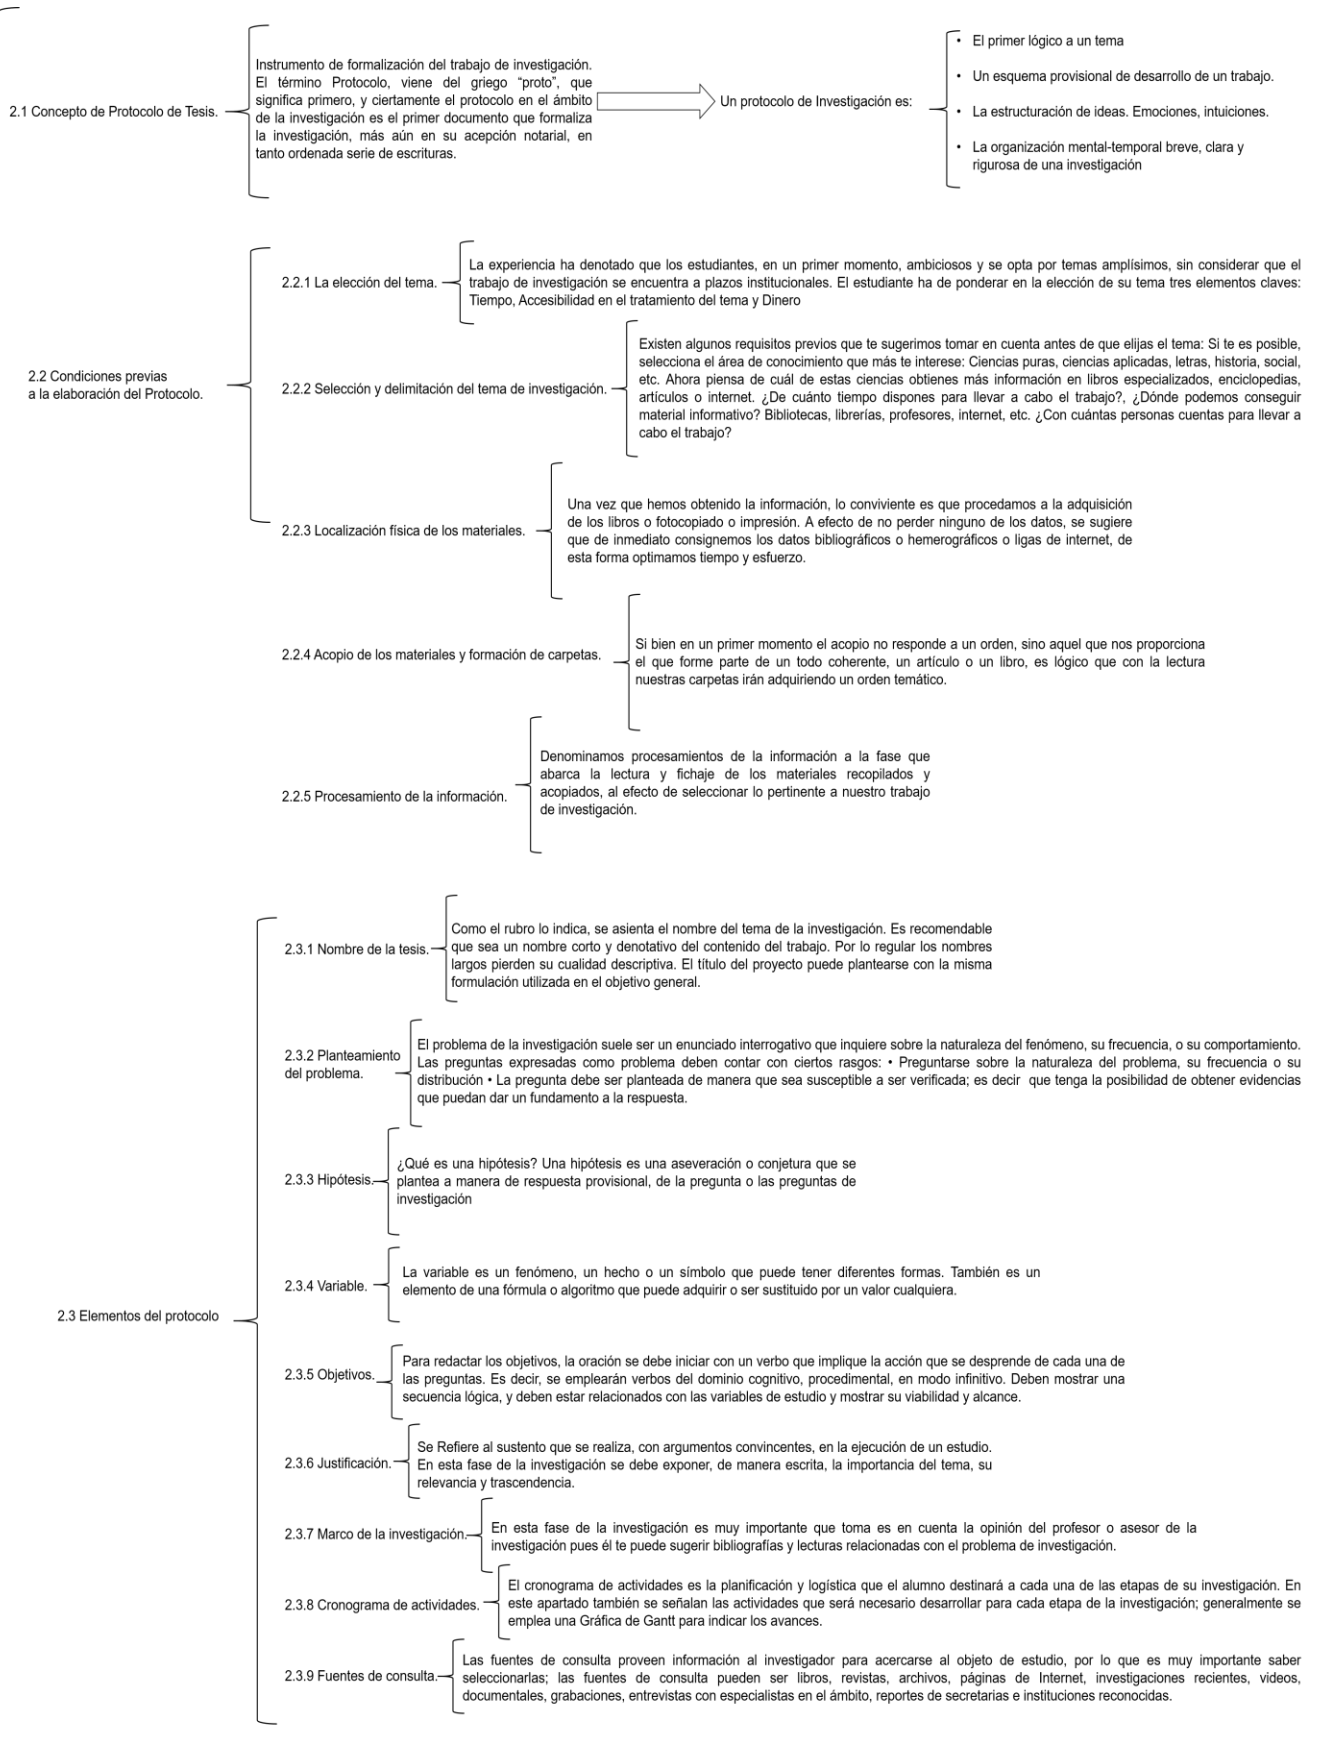 2.1 Concepto de Protocolo de Tesis.
Instrumento de formalización del trabajo de investigación.
El término Protocolo, viene del griego “proto”, que
significa primero, y ciertamente el protocolo en el ámbito
de la investigación es el primer documento que formaliza
la investigación, más aún en su acepción notarial, en
tanto ordenada serie de escrituras.
Un protocolo de Investigación es:
• El primer lógico a un tema
• Un esquema provisional de desarrollo de un trabajo.
• La estructuración de ideas. Emociones, intuiciones.
• La organización mental-temporal breve, clara y
rigurosa de una investigación
2.2 Condiciones previas
a la elaboración del Protocolo.
2.2.1 La elección del tema.
La experiencia ha denotado que los estudiantes, en un primer momento, ambiciosos y se opta por temas amplísimos, sin considerar que el
trabajo de investigación se encuentra a plazos institucionales. El estudiante ha de ponderar en la elección de su tema tres elementos claves:
Tiempo, Accesibilidad en el tratamiento del tema y Dinero
2.2.2 Selección y delimitación del tema de investigación.
Existen algunos requisitos previos que te sugerimos tomar en cuenta antes de que elijas el tema: Si te es posible,
selecciona el área de conocimiento que más te interese: Ciencias puras, ciencias aplicadas, letras, historia, social,
etc. Ahora piensa de cuál de estas ciencias obtienes más información en libros especializados, enciclopedias,
artículos o internet. ¿De cuánto tiempo dispones para llevar a cabo el trabajo?, ¿Dónde podemos conseguir
material informativo? Bibliotecas, librerías, profesores, internet, etc. ¿Con cuántas personas cuentas para llevar a
cabo el trabajo?
2.2.3 Localización física de los materiales.
Una vez que hemos obtenido la información, lo conviviente es que procedamos a la adquisición
de los libros o fotocopiado o impresión. A efecto de no perder ninguno de los datos, se sugiere
que de inmediato consignemos los datos bibliográficos o hemerográficos o ligas de internet, de
esta forma optimamos tiempo y esfuerzo.
2.2.4 Acopio de los materiales y formación de carpetas.
Si bien en un primer momento el acopio no responde a un orden, sino aquel que nos proporciona
el que forme parte de un todo coherente, un artículo o un libro, es lógico que con la lectura
nuestras carpetas irán adquiriendo un orden temático.
2.2.5 Procesamiento de la información.
Denominamos procesamientos de la información a la fase que
abarca la lectura y fichaje de los materiales recopilados y
acopiados, al efecto de seleccionar lo pertinente a nuestro trabajo
de investigación.
2.3 Elementos del protocolo
2.3.1 Nombre de la tesis.
Como el rubro lo indica, se asienta el nombre del tema de la investigación. Es recomendable
que sea un nombre corto y denotativo del contenido del trabajo. Por lo regular los nombres
largos pierden su cualidad descriptiva. El título del proyecto puede plantearse con la misma
formulación utilizada en el objetivo general.
2.3.2 Planteamiento
del problema.
El problema de la investigación suele ser un enunciado interrogativo que inquiere sobre la naturaleza del fenómeno, su frecuencia, o su comportamiento.
Las preguntas expresadas como problema deben contar con ciertos rasgos: • Preguntarse sobre la naturaleza del problema, su frecuencia o su
distribución • La pregunta debe ser planteada de manera que sea susceptible a ser verificada; es decir que tenga la posibilidad de obtener evidencias
que puedan dar un fundamento a la respuesta.
2.3.3 Hipótesis.
¿Qué es una hipótesis? Una hipótesis es una aseveración o conjetura que se
plantea a manera de respuesta provisional, de la pregunta o las preguntas de
investigación
2.3.4 Variable.
La variable es un fenómeno, un hecho o un símbolo que puede tener diferentes formas. También es un
elemento de una fórmula o algoritmo que puede adquirir o ser sustituido por un valor cualquiera.
2.3.5 Objetivos.
Para redactar los objetivos, la oración se debe iniciar con un verbo que implique la acción que se desprende de cada una de
las preguntas. Es decir, se emplearán verbos del dominio cognitivo, procedimental, en modo infinitivo. Deben mostrar una
secuencia lógica, y deben estar relacionados con las variables de estudio y mostrar su viabilidad y alcance.
2.3.6 Justificación.
Se Refiere al sustento que se realiza, con argumentos convincentes, en la ejecución de un estudio.
En esta fase de la investigación se debe exponer, de manera escrita, la importancia del tema, su
relevancia y trascendencia.
2.3.7 Marco de la investigación.
En esta fase de la investigación es muy importante que toma es en cuenta la opinión del profesor o asesor de la
investigación pues él te puede sugerir bibliografías y lecturas relacionadas con el problema de investigación.
2.3.8 Cronograma de actividades.
El cronograma de actividades es la planificación y logística que el alumno destinará a cada una de las etapas de su investigación. En
este apartado también se señalan las actividades que será necesario desarrollar para cada etapa de la investigación; generalmente se
emplea una Gráfica de Gantt para indicar los avances.
2.3.9 Fuentes de consulta.
Las fuentes de consulta proveen información al investigador para acercarse al objeto de estudio, por lo que es muy importante saber
seleccionarlas; las fuentes de consulta pueden ser libros, revistas, archivos, páginas de Internet, investigaciones recientes, videos,
documentales, grabaciones, entrevistas con especialistas en el ámbito, reportes de secretarias e instituciones reconocidas.